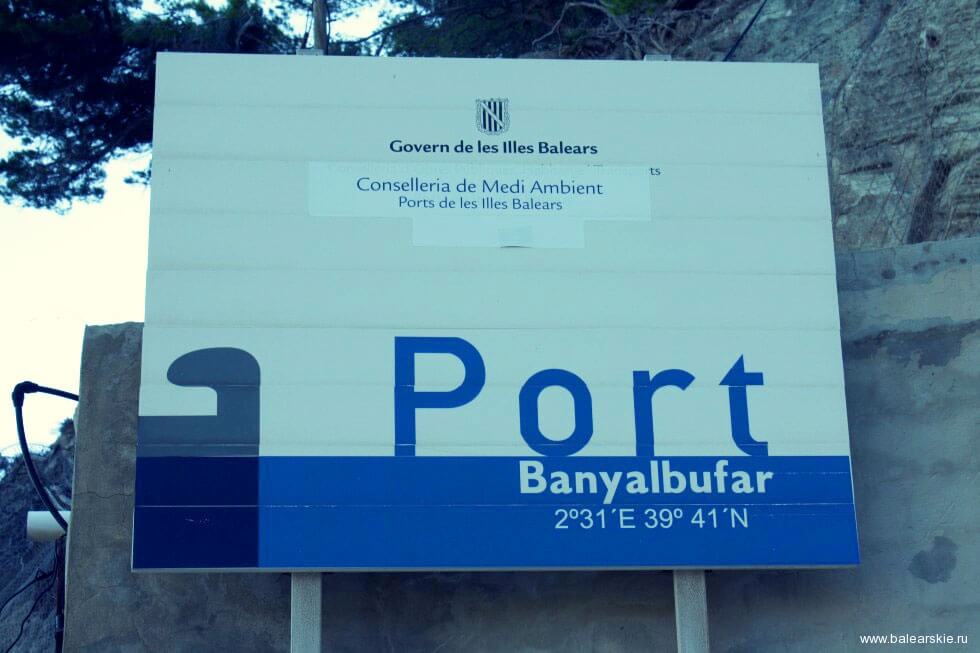 Govern de les Illes Balears
Conselleria de Medi Ambient
Ports de les Illes Balears
Port
Banyalbufar
2º31´E 39º 41´N
www.balearskie.ru